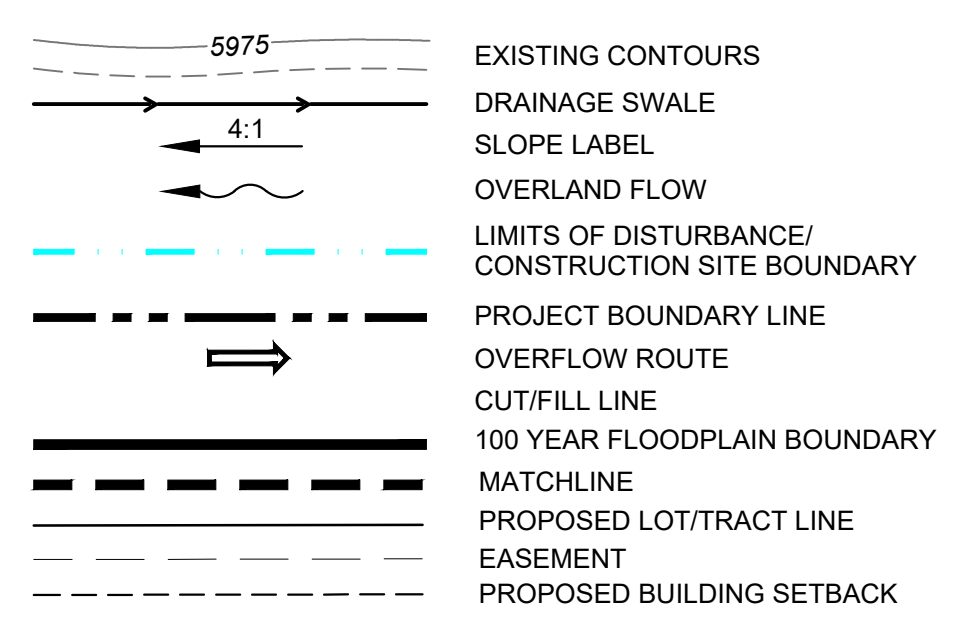 5975
EXISTING CONTOURS
DRAINAGE SWALE
4:1
SLOPE LABEL
OVERLAND FLOW
LIMITS OF DISTURBANCE/
CONSTRUCTION SITE BOUNDARY
PROJECT BOUNDARY LINE
OVERFLOW ROUTE
CUT/FILL LINE
100 YEAR FLOODPLAIN BOUNDARY
MATCHLINE
PROPOSED LOT/TRACT LINE
EASEMENT
PROPOSED BUILDING SETBACK